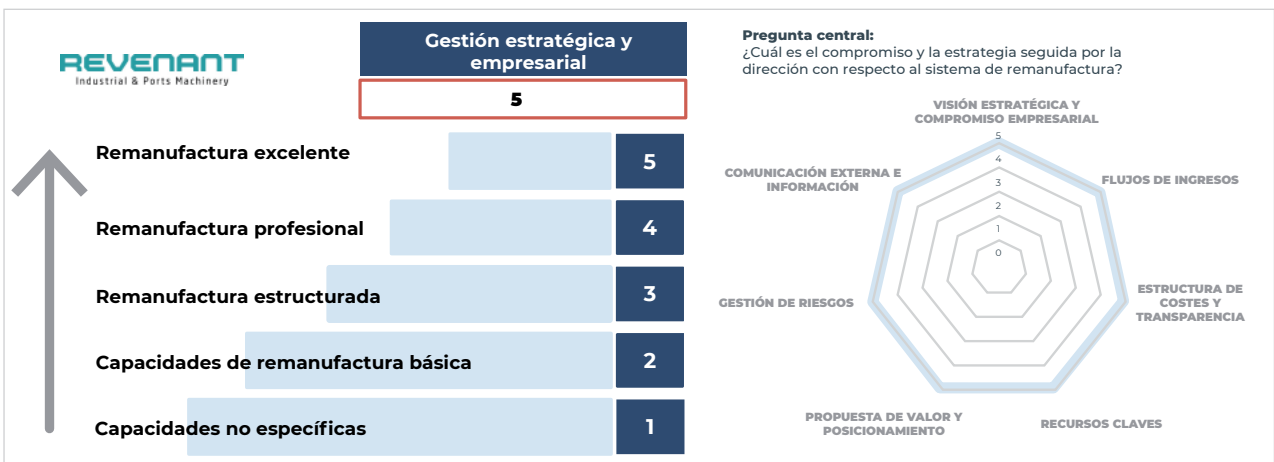 REVENANT
Industrial & Ports Machinery
Gestión estratégica y
empresarial
5
Remanufactura excelente
5
Remanufactura profesional
4
Remanufactura estructurada
3
Capacidades de remanufactura básica
2
Capacidades no específicas
1
Pregunta central:
¿Cuál es el compromiso y la estrategia seguida por la
dirección con respecto al sistema de remanufactura?
VISIÓN ESTRATÉGICA Y
COMPROMISO EMPRESARIAL
5
4
3
2
1
0
FLUJOS DE INGRESOS
ESTRUCTURA DE
COSTES Y
TRANSPARENCIA
RECURSOS CLAVES
PROPUESTA DE VALOR Y
POSICIONAMIENTO
GESTIÓN DE RIESGOS
COMUNICACIÓN EXTERNA E
INFORMACIÓN